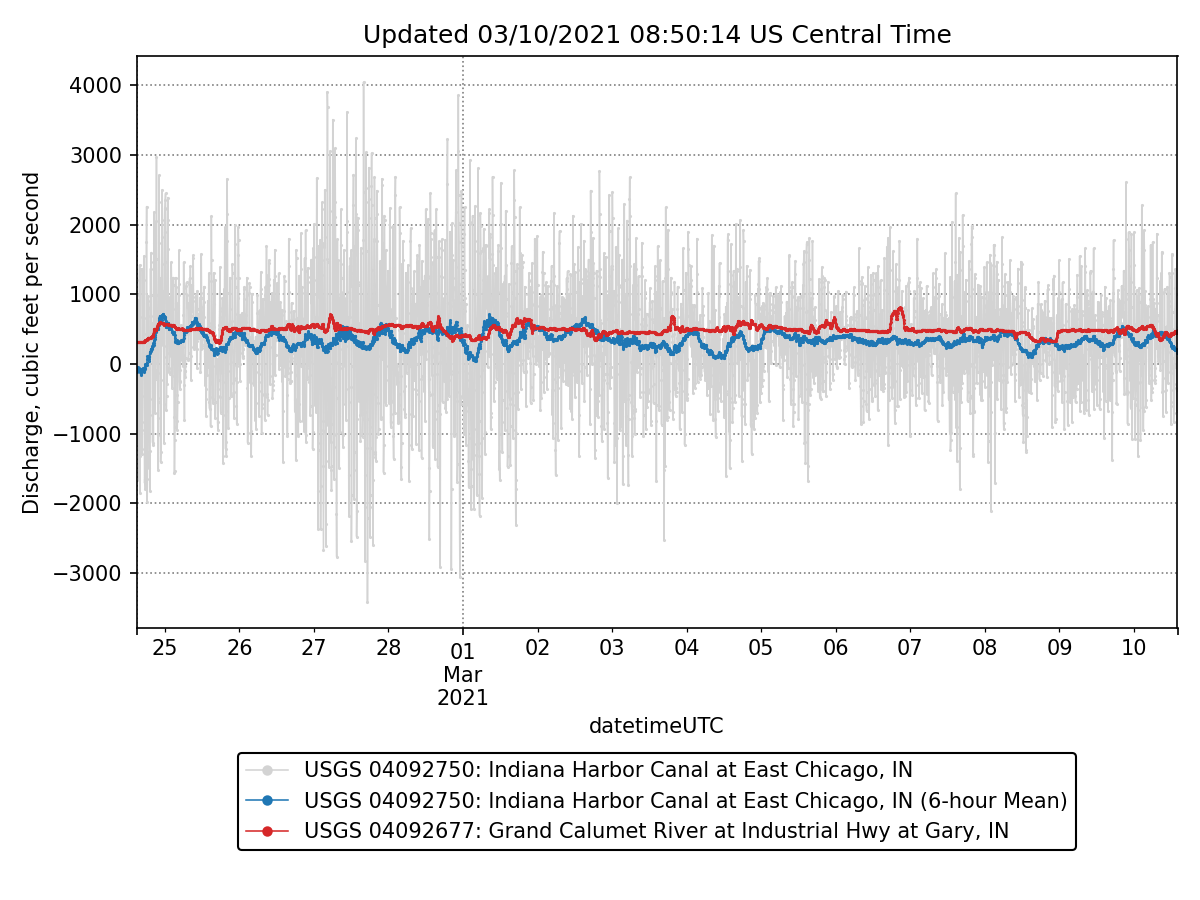 Updated 03/10/2021 08:50:14 US Central Time
Discharge, cubic feet per second
4000
3000
2000
1000
0
−1000
−2000
−3000
25 26 27 28 01 02 03 04 05 06 07 08 09 10
Mar
2021
datetimeUTC
USGS 04092750: Indiana Harbor Canal at East Chicago, IN
USGS 04092750: Indiana Harbor Canal at East Chicago, IN (6-hour Mean)
USGS 04092677: Grand Calumet River at Industrial Hwy at Gary, IN